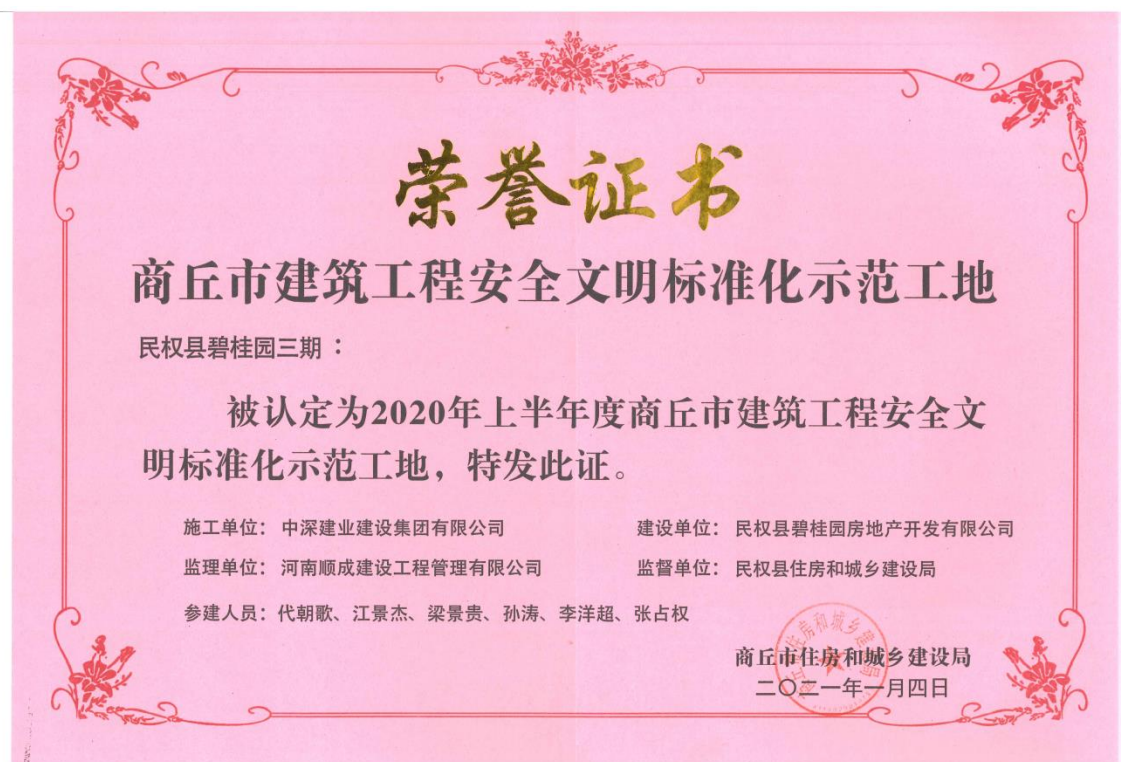 荣誉证书
商丘市建筑工程安全文明标准化示范工地
民权县碧桂园三期：
被认定为2020年上半年度商丘市建筑工程安全文
明标准化示范工地，特发此证。
施工单位：中深建业建设集团有限公司
建设单位：民权县碧桂园房地产开发有限公司
监理单位：河南顺成建设工程管理有限公司
监督单位：民权县住房和城乡建设局
参建人员：代朝歌、江景杰、梁景贵、孙涛、李洋超、张占权
商丘市住房和城乡建设局
二〇二一年一月四日